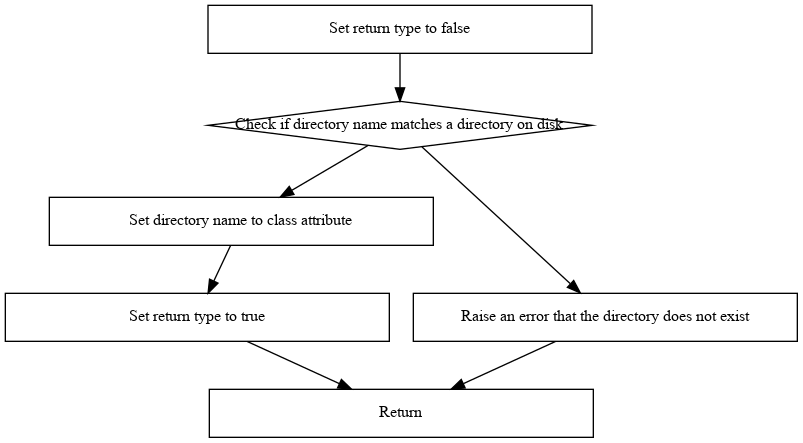 Set return type to false
Check if directory name matches a directory on disk
Set directory name to class attribute
Set return type to true
Raise an error that the directory does not exist
Return